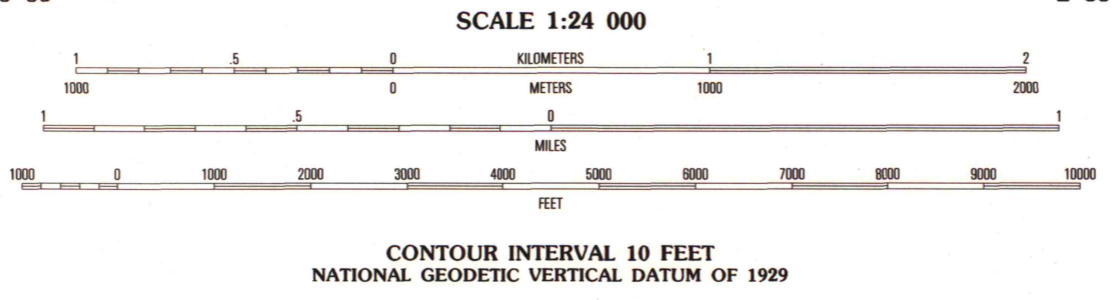 SCALE 1:24 000
1 .5 0 KILOMETERS 1 2
1000 0 METERS 1000 2000
1 .5 0 1
MILES
1000 0 1000 2000 3000 4000 5000 6000 7000 8000 9000 10000
FEET
CONTOUR INTERVAL 10 FEET
NATIONAL GEODETIC VERTICAL DATUM OF 1929